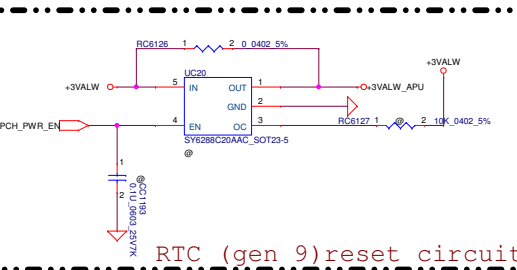 RC6126 1 2 0_0402_5%
+3VALW
UC20
+3VALW 5 IN OUT 1 +3VALW_APU
GND 2
PCH_PWR_EN 4 EN OC 3 RC6127 1 @ 2 10K_0402_5%
SY6288C20AAC_SOT23-5
@
1
2
@
CC1193
0.1U_0603_25V7K
RTC (gen 9)reset circuit